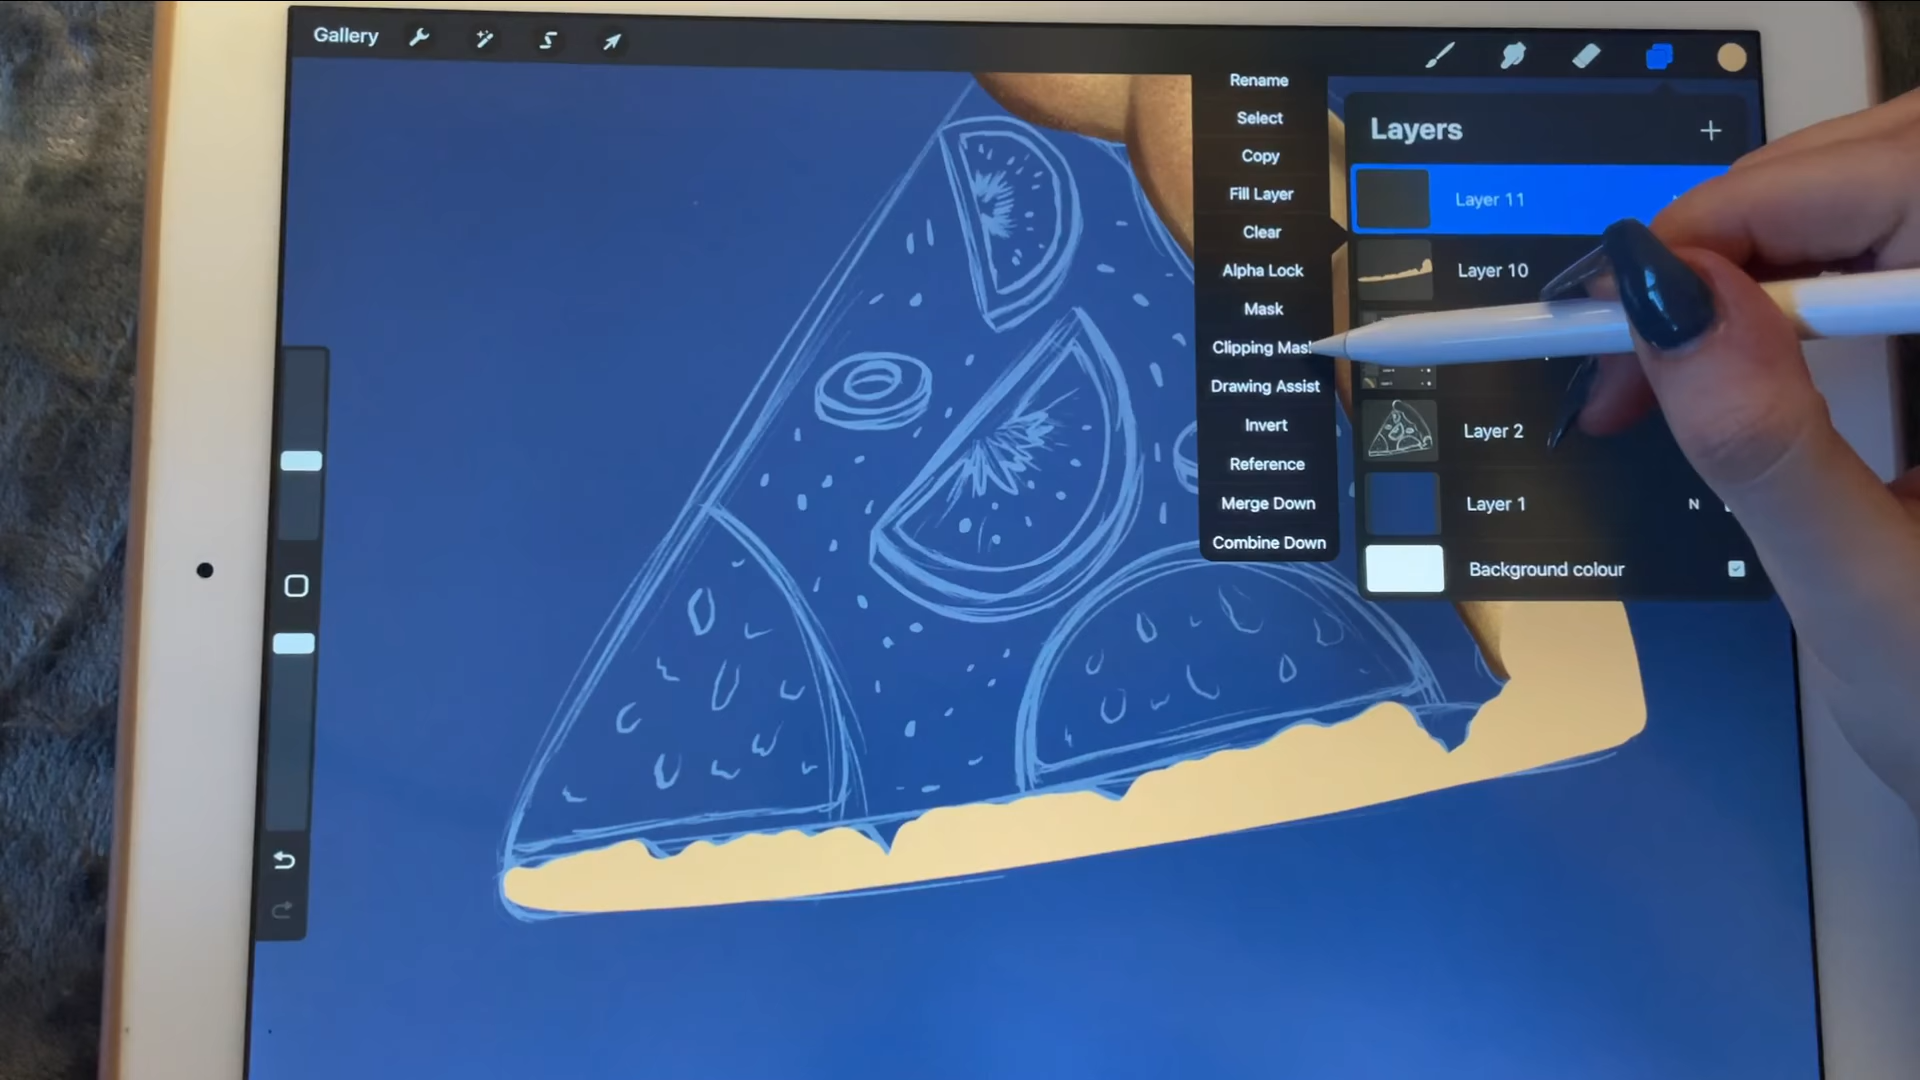 Gallery
Rename
Select
Copy
Fill Layer
Clear
Alpha Lock
Mask
Clipping Mask
Drawing Assist
Invert
Reference
Merge Down
Combine Down
Layers
Layer 11
Layer 10
Layer 2
Layer 1 N
Background colour